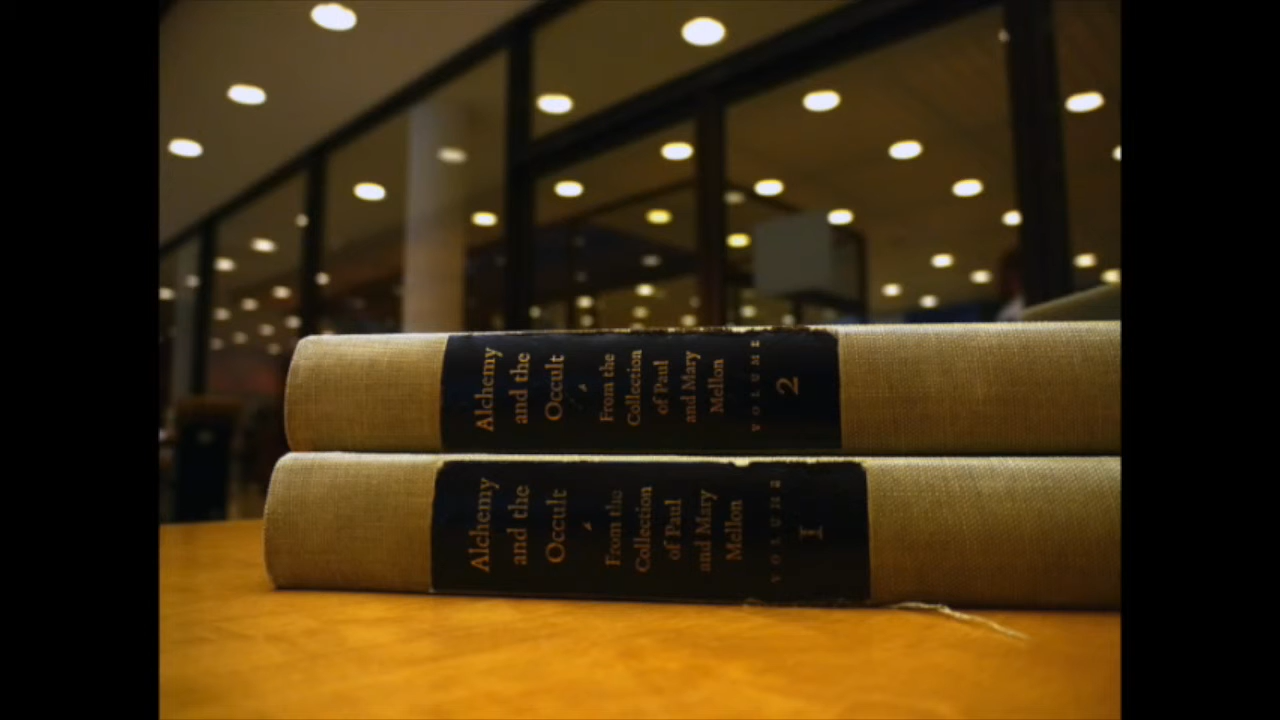 Alchemy
and the
Occult
From the
Collection
of Paul
and Mary
Mellon
VOLUME
2
Alchemy
and the
Occult
From the
Collection
of Paul
and Mary
Mellon
VOLUME
I